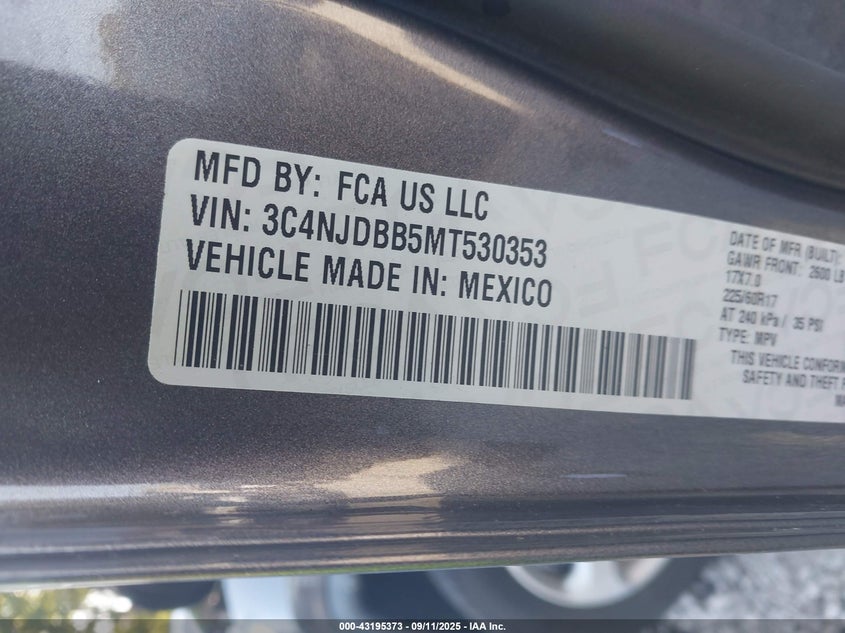 MFD BY: FCA US LLC
VIN: 3C4NJDBB5MT530353
VEHICLE MADE IN: MEXICO
DATE OF MFR (BUILT):
GAWR FRONT: 2600 LB
17X7.0
225/60R17
AT 240 kPa / 35 PSI
TYPE: MPV
THIS VEHICLE CONFORM
SAFETY AND THEFT P
000-43195373 - 09/11/2025 - IAA Inc.